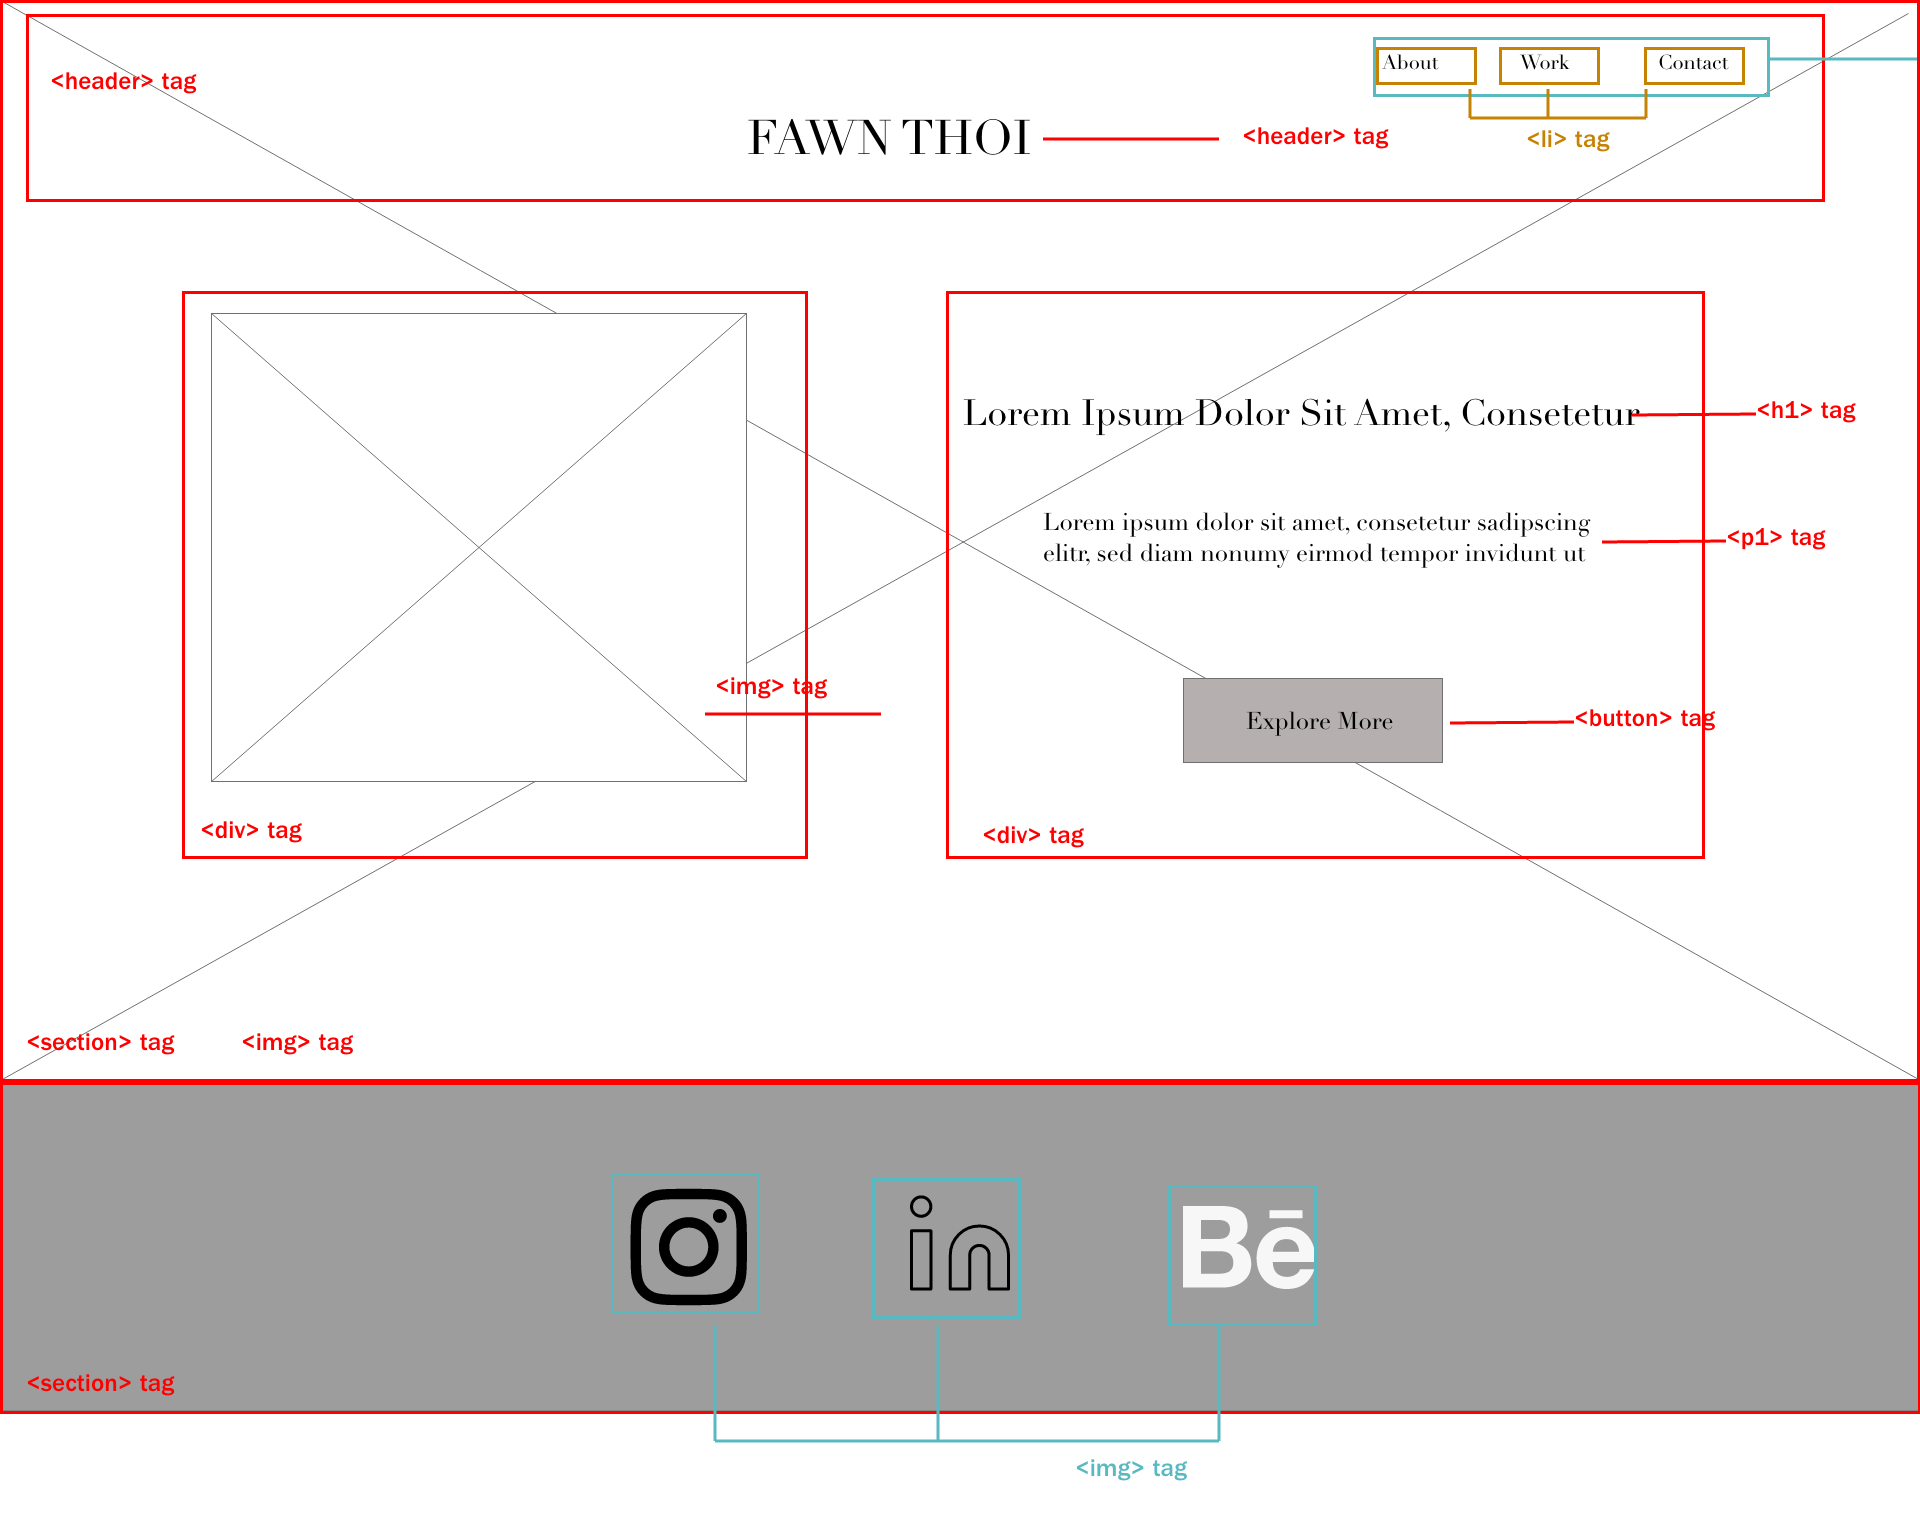 About
Work
Contact
<header> tag
FAWN THOI
<header> tag
<li> tag
Lorem Ipsum Dolor Sit Amet, Consetetur
<h1> tag
Lorem ipsum dolor sit amet, consetetur sadipscing
elitr, sed diam nonumy eirmod tempor invidunt ut
<p1> tag
<img> tag
Explore More
<button> tag
<div> tag
<div> tag
<section> tag
<img> tag
in
Bē
<section> tag
<img> tag